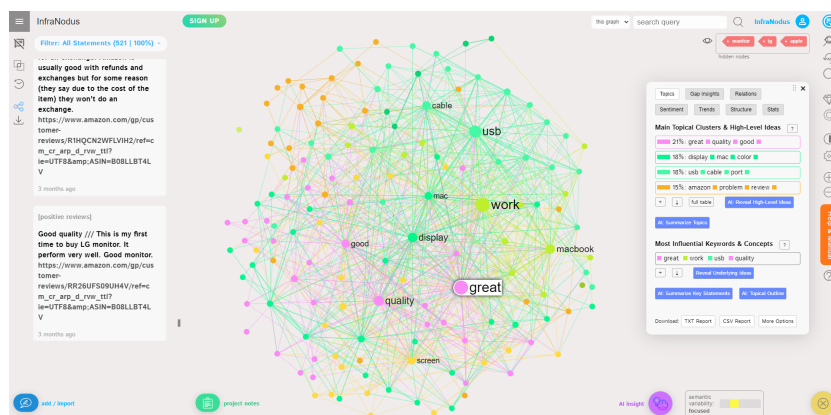 InfraNodus
SIGN UP
this graph
search query
InfraNodus
Filter: All Statements (521 | 100%)
monitor
lg
apple
hidden nodes
usually good with refunds and
exchanges but for some reason
(they say due to the cost of the
item) they won't do an
exchange.
https://www.amazon.com/gp/cus
tomer-
reviews/R1HQCN2WFLVIH2/ref=c
m_cr_arp_d_rvw_ttl?
ie=UTF8&amp;ASIN=B08LLBT4L
V
3 months ago
[positive reviews]
Good quality /// This is my first
time to buy LG monitor. It
perform very well. Good monitor.
https://www.amazon.com/gp/cus
tomer-
reviews/RR26UFS09UH4V/ref=c
m_cr_arp_d_rvw_ttl?
ie=UTF8&amp;ASIN=B08LLBT4L
V
3 months ago
cable
usb
mac
work
display
good
macbook
great
quality
screen
Topics
Gap Insights
Relations
Sentiment
Trends
Structure
Stats
Main Topical Clusters & High-Level Ideas ?
21%: great quality good
18%: display mac color
18%: usb cable port
15%: amazon problem review
+ ↓ full table AI: Reveal High-Level Ideas
AI: Summarize Topics
Most Influential Keywords & Concepts ?
great work usb quality
+ ↓ Reveal Underlying Ideas
AI: Summarize Key Statements AI: Topical Outline
Download: TXT Report CSV Report More Options
add / import
project notes
AI insight
semantic
variability:
focused